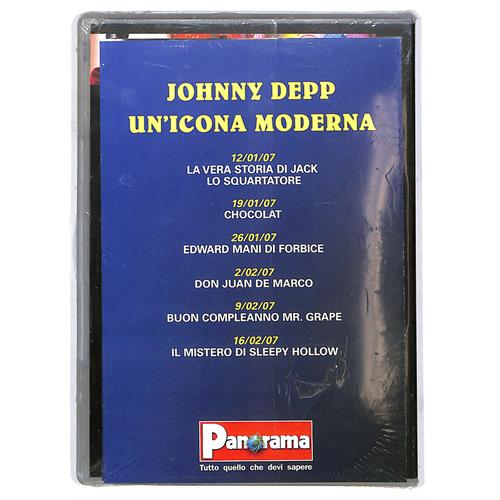 JOHNNY DEPP
UN'ICONA MODERNA
12/01/07
LA VERA STORIA DI JACK
LO SQUARTATORE
19/01/07
CHOCOLAT
26/01/07
EDWARD MANI DI FORBICE
2/02/07
DON JUAN DE MARCO
9/02/07
BUON COMPLEANNO MR. GRAPE
16/02/07
IL MISTERO DI SLEEPY HOLLOW
Panorama
Tutto quello che devi sapere